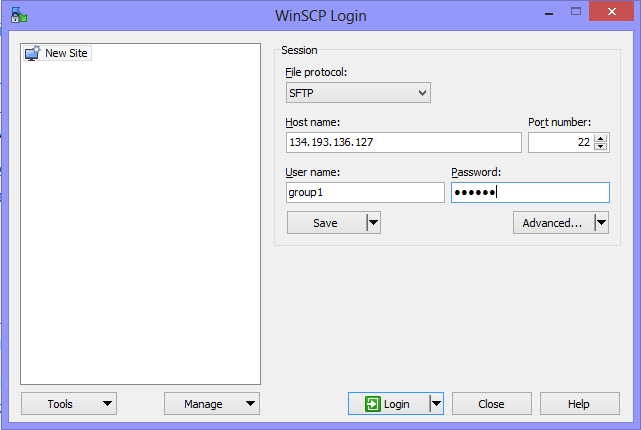 WinSCP Login
New Site
Session
File protocol:
SFTP
Host name:
Port number:
134.193.136.127
22
User name:
Password:
group1
••••••
Save
Advanced...
Tools
Manage
Login
Close
Help